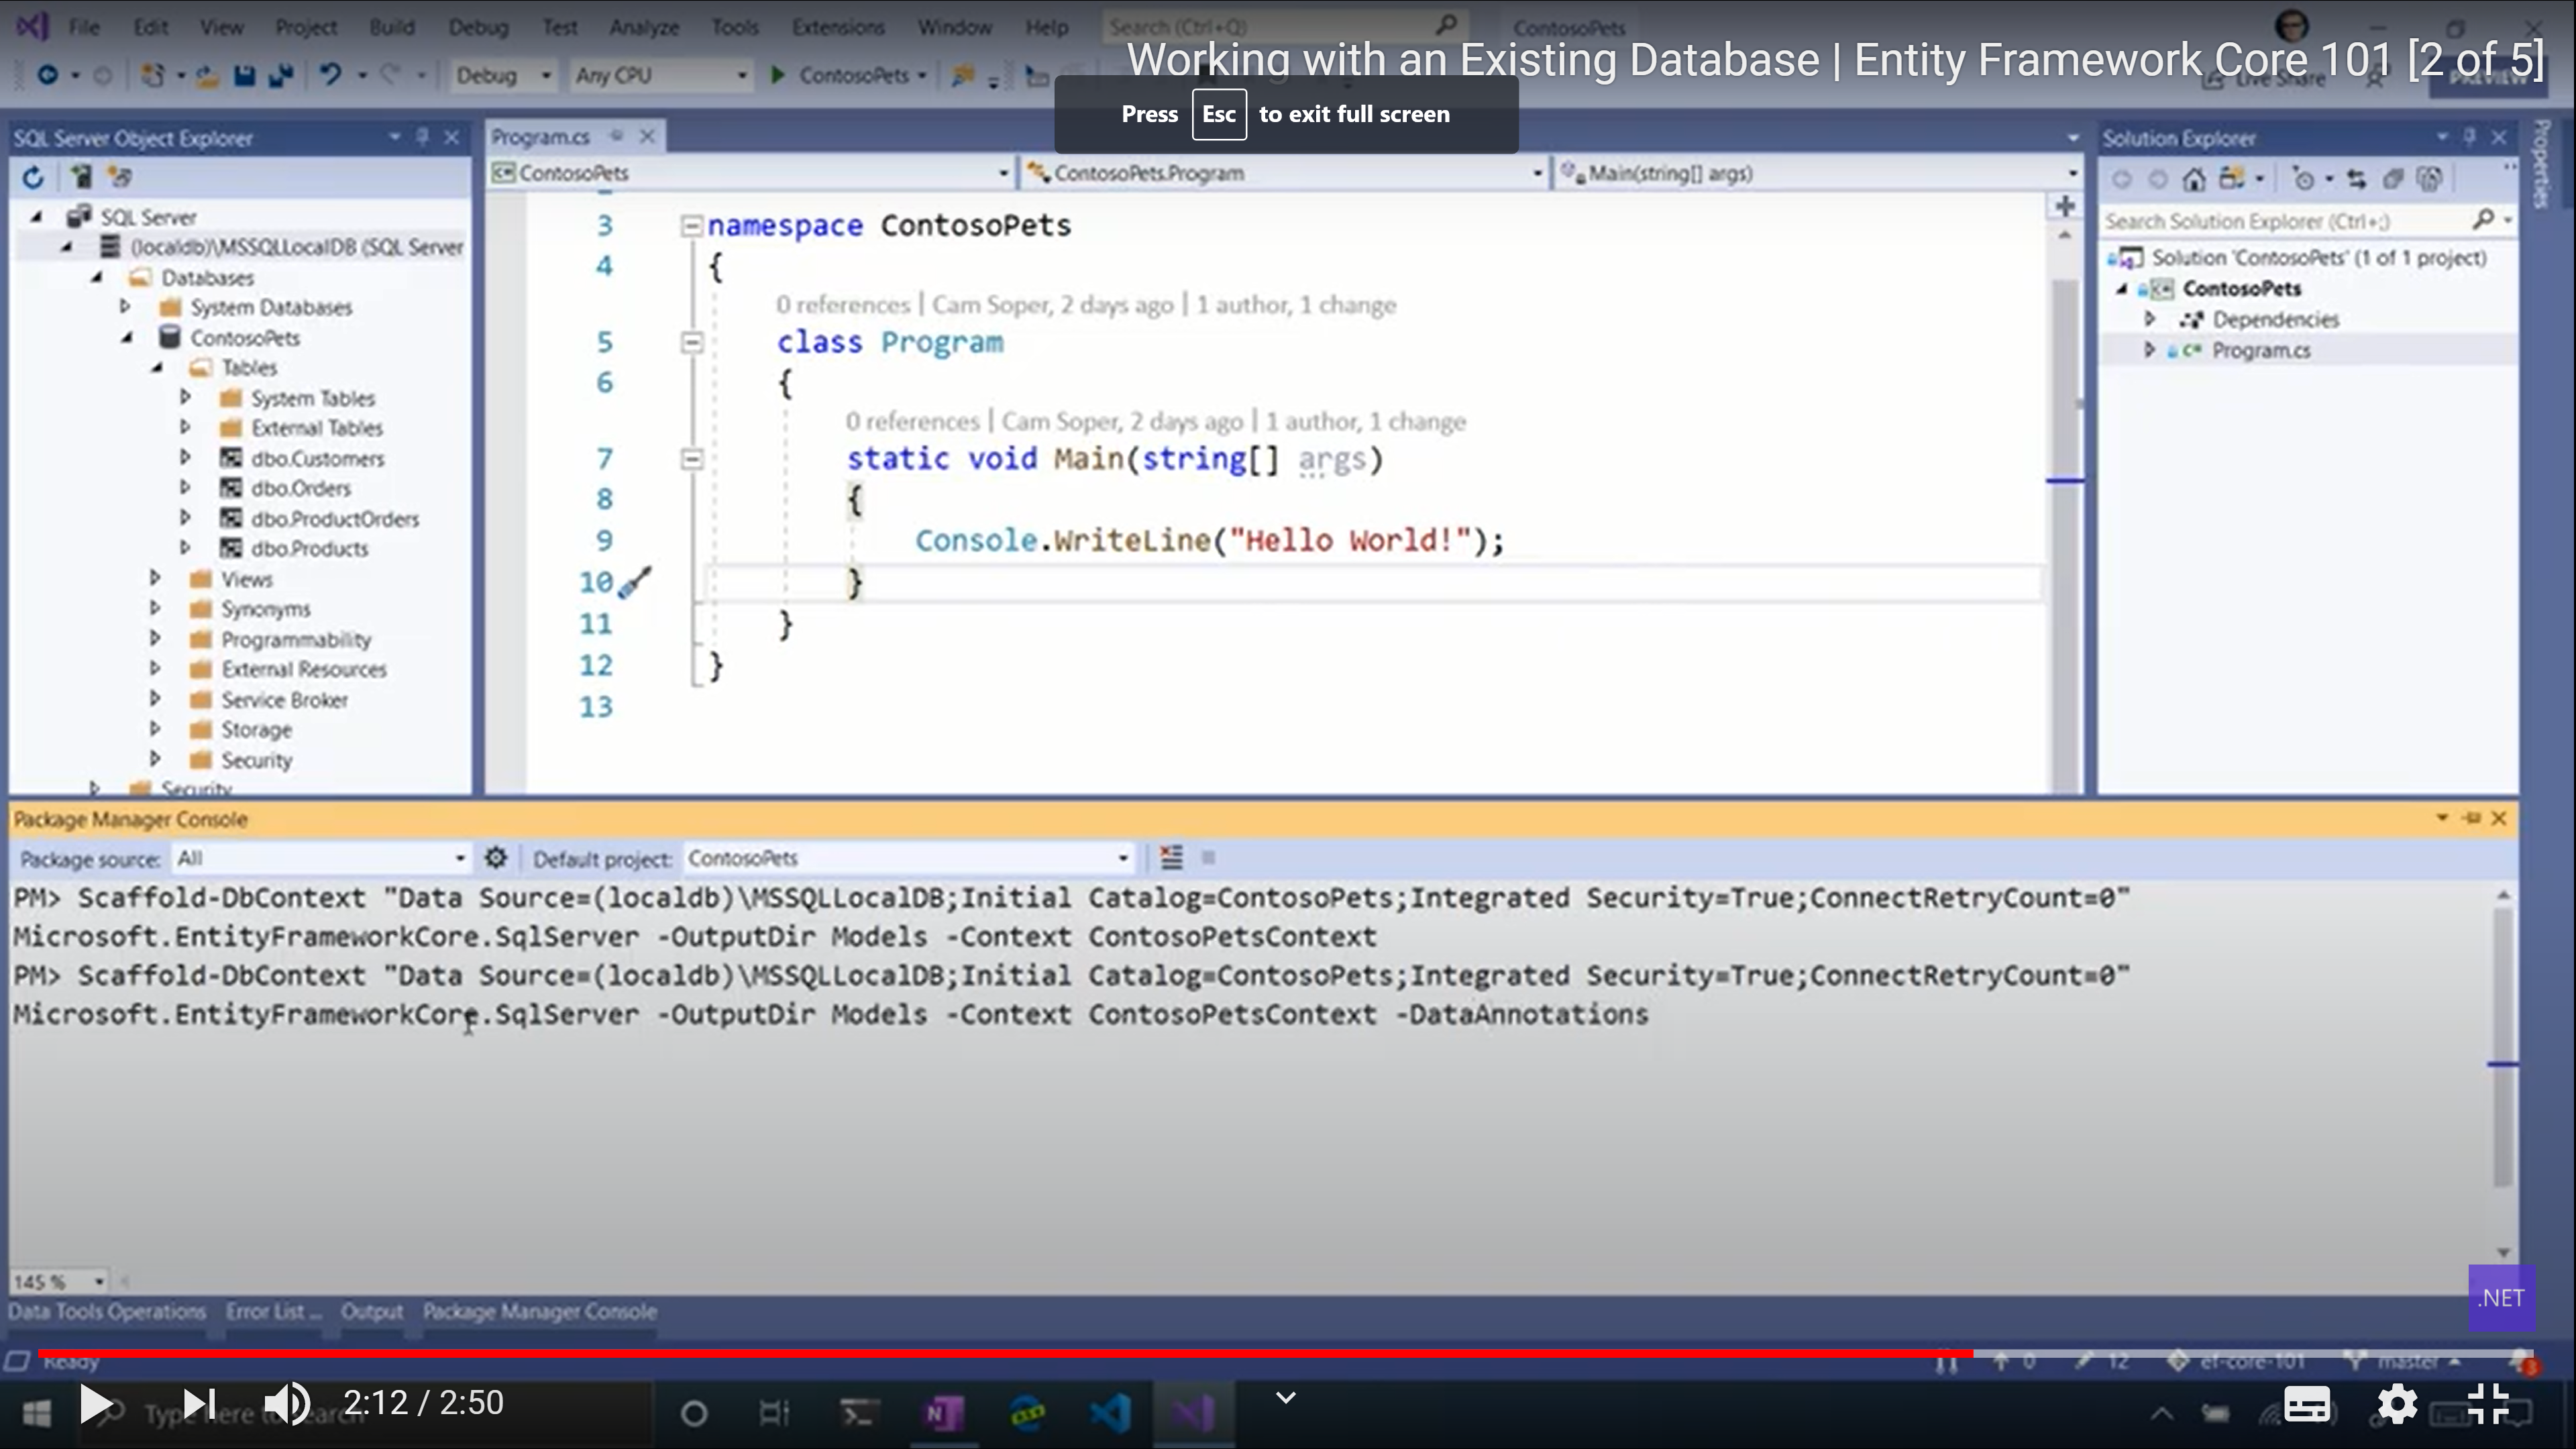 File Edit View Project Build Debug Test Analyze Tools Extensions Window Help Search (Ctrl+Q) ContosoPets
Working with an Existing Database | Entity Framework Core 101 [2 of 5]
Debug Any CPU ContosoPets Live Share PREVIEW
Press Esc to exit full screen
SQL Server Object Explorer
SQL Server
(localdb)\MSSQLLocalDB (SQL Server
Databases
System Databases
ContosoPets
Tables
System Tables
External Tables
dbo.Customers
dbo.Orders
dbo.ProductOrders
dbo.Products
Views
Synonyms
Programmability
External Resources
Service Broker
Storage
Security
Security
Program.cs
ContosoPets ContosoPets.Program Main(string[] args)
3 namespace ContosoPets
4 {
0 references | Cam Soper, 2 days ago | 1 author, 1 change
5 class Program
6 {
0 references | Cam Soper, 2 days ago | 1 author, 1 change
7 static void Main(string[] args)
8 {
9 Console.WriteLine("Hello World!");
10 }
11 }
12 }
13
Solution Explorer
Search Solution Explorer (Ctrl+;)
Solution 'ContosoPets' (1 of 1 project)
ContosoPets
Dependencies
Program.cs
Properties
Package Manager Console
Package source: All Default project: ContosoPets
PM> Scaffold-DbContext "Data Source=(localdb)\MSSQLLocalDB;Initial Catalog=ContosoPets;Integrated Security=True;ConnectRetryCount=0"
Microsoft.EntityFrameworkCore.SqlServer -OutputDir Models -Context ContosoPetsContext
PM> Scaffold-DbContext "Data Source=(localdb)\MSSQLLocalDB;Initial Catalog=ContosoPets;Integrated Security=True;ConnectRetryCount=0"
Microsoft.EntityFrameworkCore.SqlServer -OutputDir Models -Context ContosoPetsContext -DataAnnotations
145 %
.NET
Data Tools Operations Error List ... Output Package Manager Console
Ready 0 12 ef-core-101 master 3
Type here to search
2:12 / 2:50